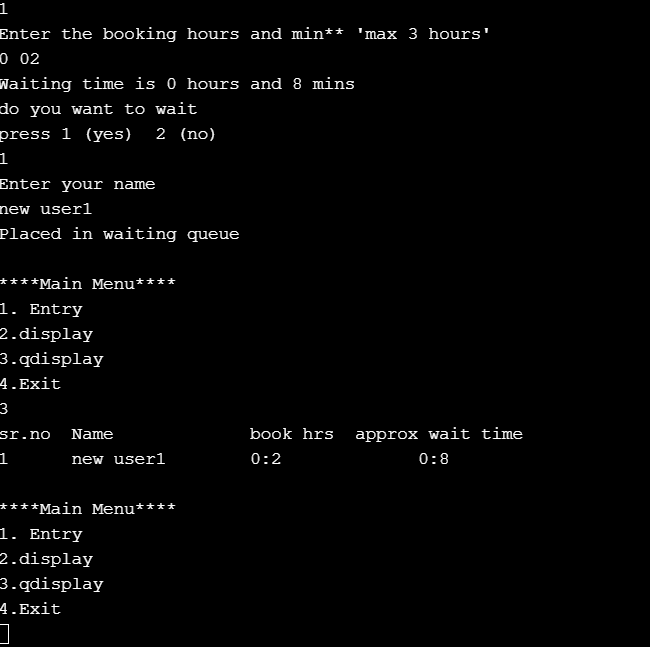 1
Enter the booking hours and min** 'max 3 hours'
0 02
Waiting time is 0 hours and 8 mins
do you want to wait
press 1 (yes)  2 (no)
1
Enter your name
new user1
Placed in waiting queue

****Main Menu****
1. Entry
2.display
3.qdisplay
4.Exit
3
sr.no  Name             book hrs  approx wait time
1      new user1        0:2             0:8

****Main Menu****
1. Entry
2.display
3.qdisplay
4.Exit